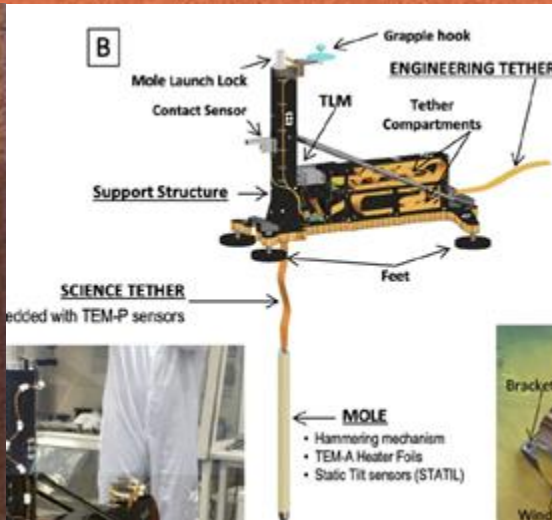 B
Grapple hook
Mole Launch Lock
ENGINEERING TETHER
Contact Sensor
TLM
Tether
Compartments
Support Structure
Feet
SCIENCE TETHER
edded with TEM-P sensors
Bracket
MOLE
• Hammering mechanism
• TEM-A Heater Foils
• Static Tilt sensors (STATIL)
Wind